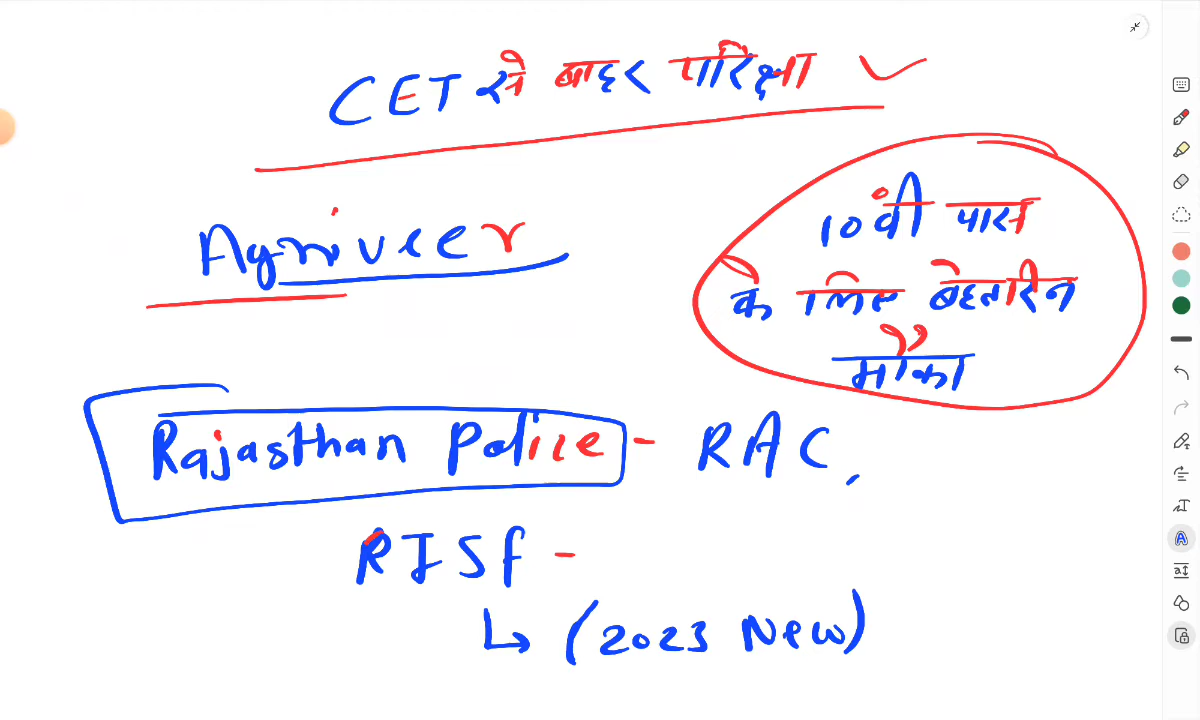 CET से बाहर परिक्षा
Agniveer
10वीं पास
के लिए बेहतरीन
मौका
Rajasthan Police - RAC,
RISF -
(2023 New)